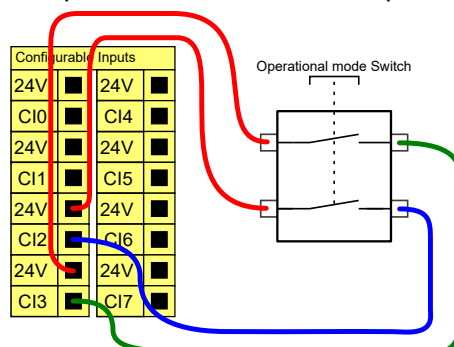 Configurable Inputs
Operational mode Switch
24V 24V
CI0 CI4
24V 24V
CI1 CI5
24V 24V
CI2 CI6
24V 24V
CI3 CI7